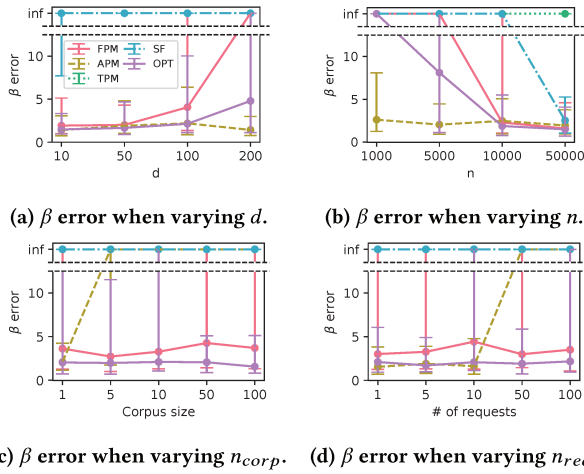 inf
10
5
0
β error
10 50 100 200
d
FPM SF
APM OPT
TPM
(a) β error when varying d.
inf
10
5
0
β error
1000 5000 10000 50000
n
(b) β error when varying n.
inf
10
5
0
β error
1 5 10 50 100
Corpus size
c) β error when varying n_corp.
inf
10
5
0
β error
1 5 10 50 100
# of requests
(d) β error when varying n_rec